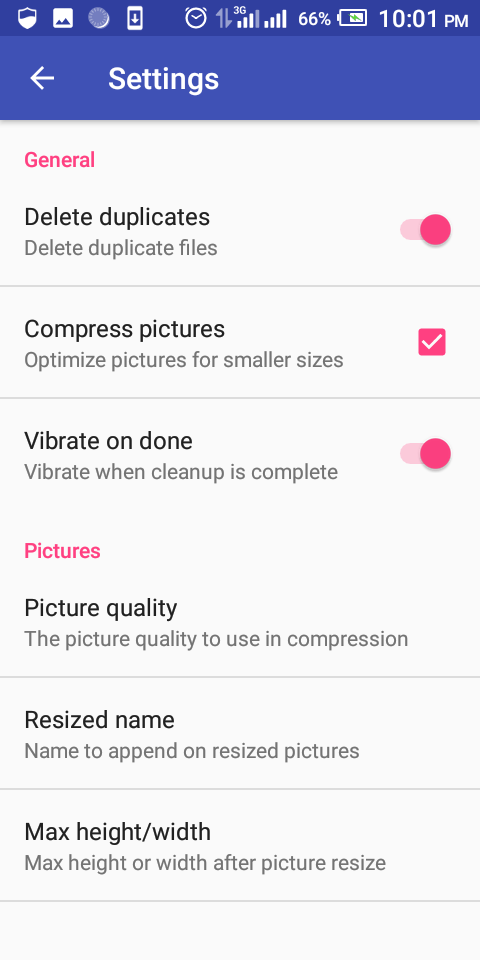 3G 66% 10:01 PM
Settings
General
Delete duplicates
Delete duplicate files
Compress pictures
Optimize pictures for smaller sizes
Vibrate on done
Vibrate when cleanup is complete
Pictures
Picture quality
The picture quality to use in compression
Resized name
Name to append on resized pictures
Max height/width
Max height or width after picture resize